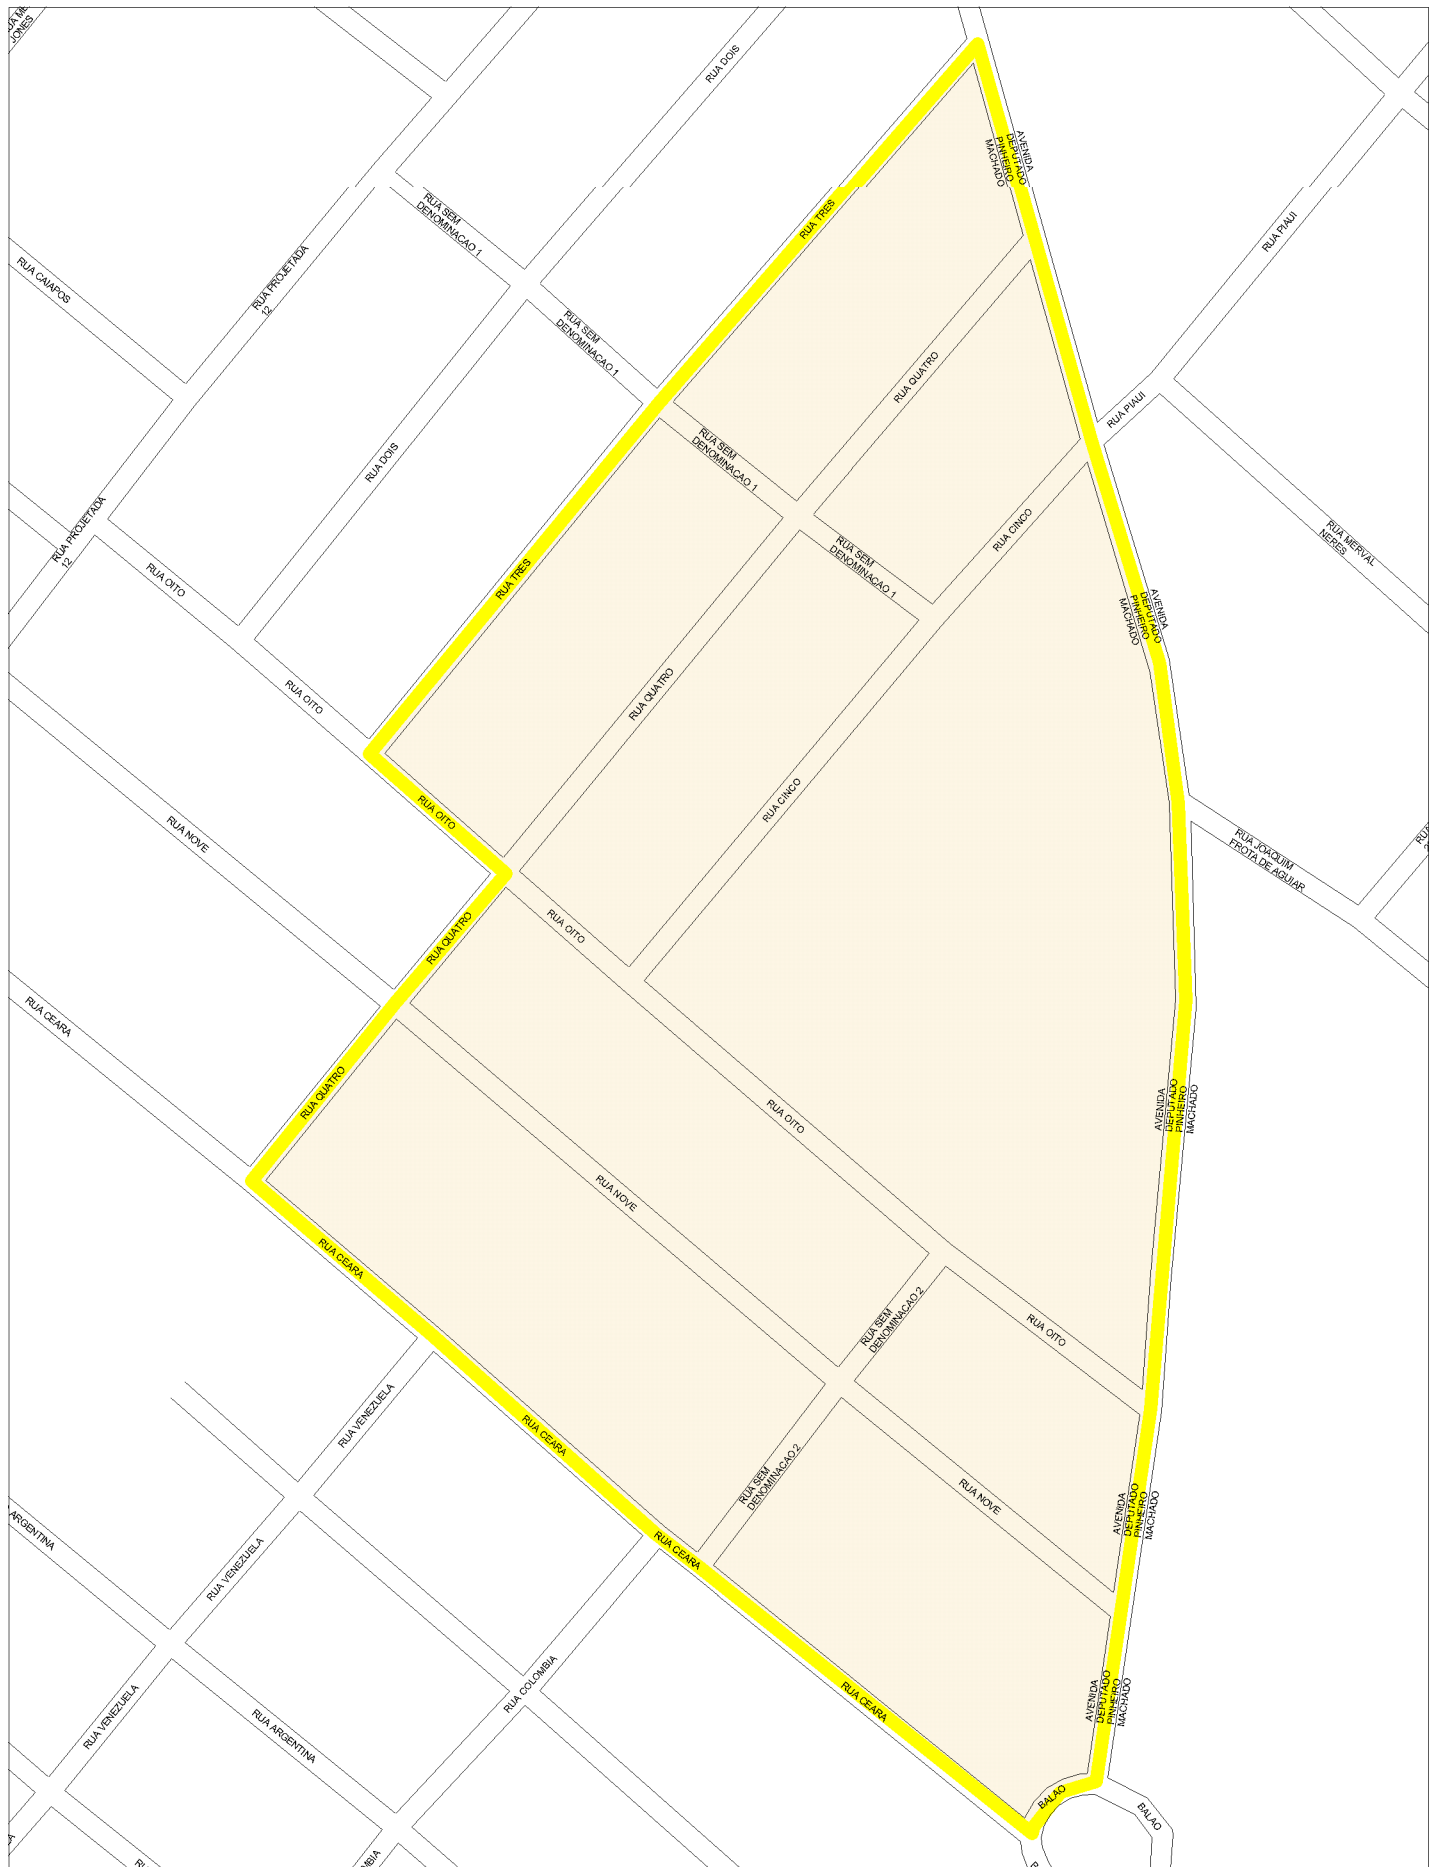 JONES
RUA DOIS
AVENIDA
DEPUTADO
PINHEIRO
MACHADO
RUA SEM
DENOMINACAO 1
RUA TRES
RUA PIAUI
RUA CAIAPOS
RUA PROJETADA
12
RUA SEM
DENOMINACAO 1
RUA QUATRO
RUA PIAUI
RUA SEM
DENOMINACAO 1
RUA DOIS
RUA PROJETADA
12
RUA CINCO
RUA MERVAL
NERES
RUA SEM
DENOMINACAO 1
RUA OITO
RUA TRES
AVENIDA
DEPUTADO
PINHEIRO
MACHADO
RUA OITO
RUA QUATRO
RUA CINCO
RUA OITO
RUA NOVE
RUA JOAQUIM
FROTA DE AGUIAR
RUA QUATRO
RUA OITO
RUA CEARA
RUA QUATRO
RUA OITO
AVENIDA
DEPUTADO
PINHEIRO
MACHADO
RUA NOVE
RUA CEARA
RUA SEM
DENOMINACAO 2
RUA OITO
RUA VENEZUELA
RUA CEARA
RUA SEM
DENOMINACAO 2
RUA NOVE
AVENIDA
DEPUTADO
PINHEIRO
MACHADO
ARGENTINA
RUA VENEZUELA
RUA CEARA
RUA COLOMBIA
RUA CEARA
AVENIDA
DEPUTADO
PINHEIRO
MACHADO
RUA VENEZUELA
RUA ARGENTINA
BALAO
BALAO